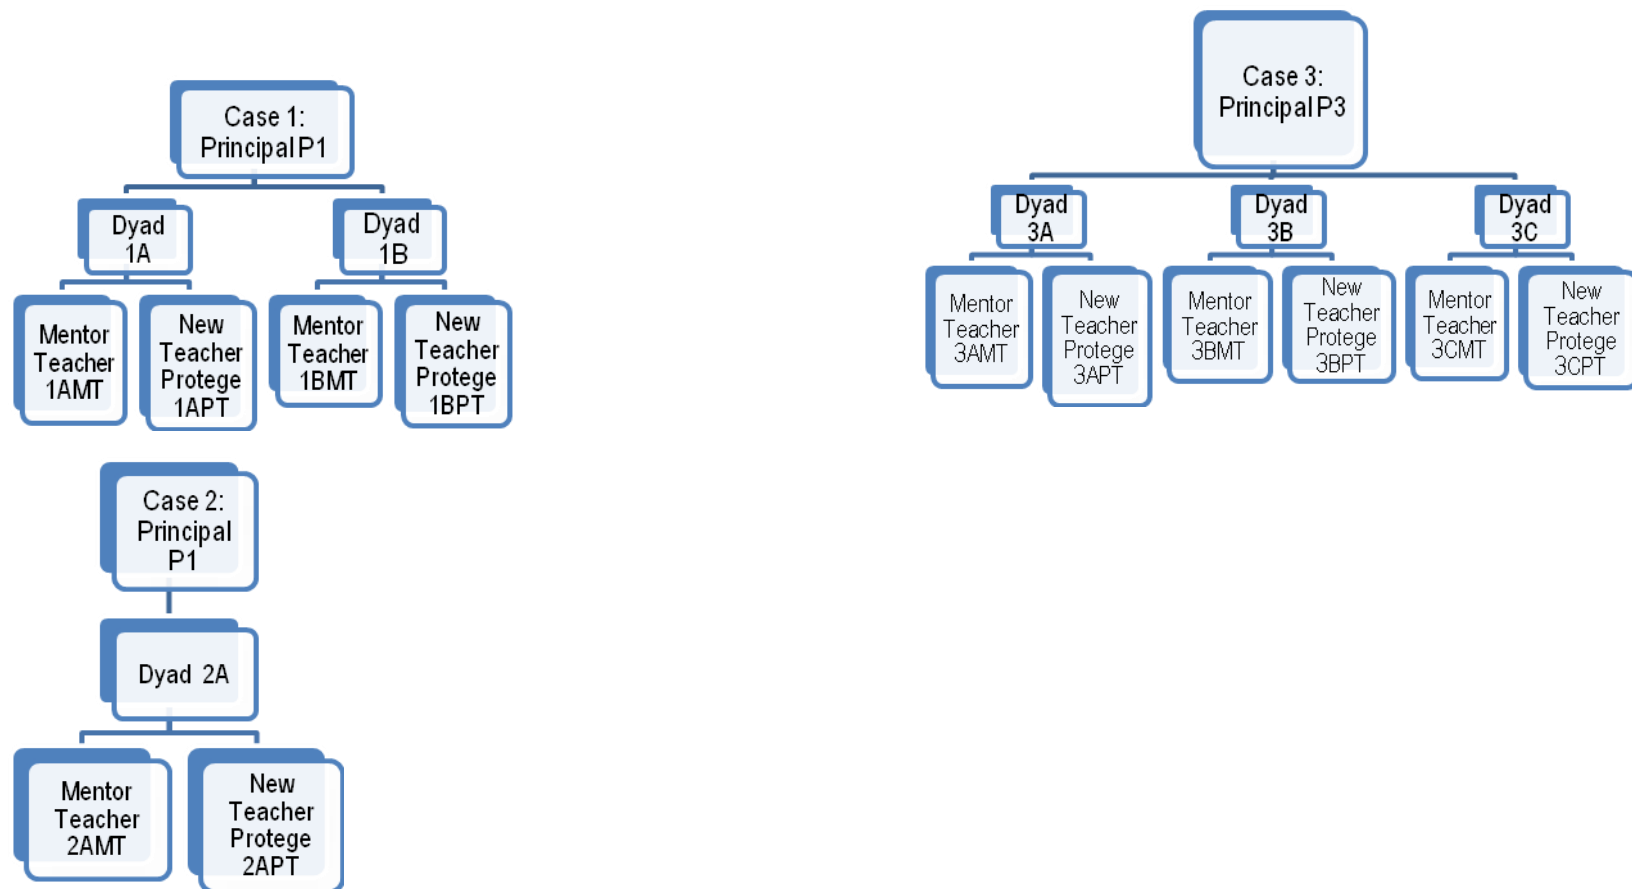 Case 1:
Principal P1
Dyad
1A
Dyad
1B
Mentor
Teacher
1AMT
New
Teacher
Protege
1APT
Mentor
Teacher
1BMT
New
Teacher
Protege
1BPT
Case 3:
Principal P3
Dyad
3A
Dyad
3B
Dyad
3C
Mentor
Teacher
3AMT
New
Teacher
Protege
3APT
Mentor
Teacher
3BMT
New
Teacher
Protege
3BPT
Mentor
Teacher
3CMT
New
Teacher
Protege
3CPT
Case 2:
Principal
P1
Dyad 2A
Mentor
Teacher
2AMT
New
Teacher
Protege
2APT